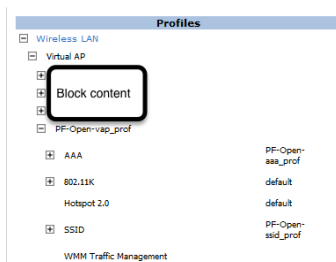 Profiles
Wireless LAN
Virtual AP
Block content
PF-Open-vap_prof
AAA PF-Open-
aaa_prof
802.11K default
Hotspot 2.0 default
SSID PF-Open-
ssid_prof
WMM Traffic Management